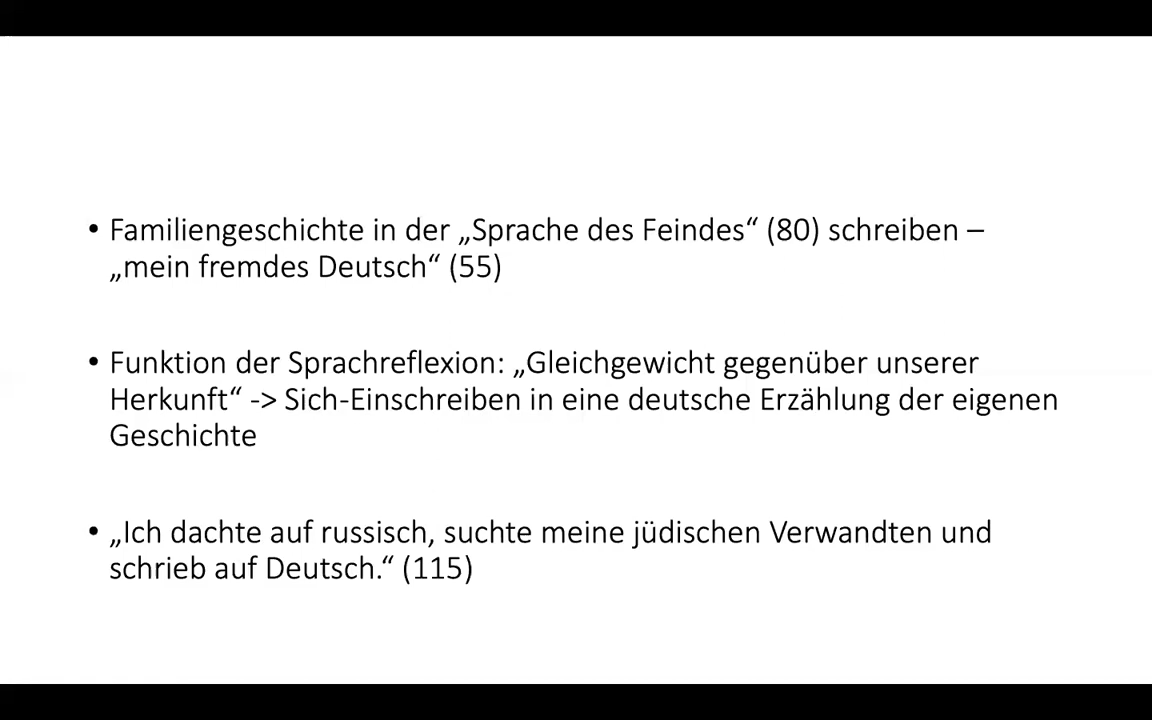 • Familiengeschichte in der „Sprache des Feindes“ (80) schreiben –
„mein fremdes Deutsch“ (55)
• Funktion der Sprachreflexion: „Gleichgewicht gegenüber unserer
Herkunft“ -> Sich-Einschreiben in eine deutsche Erzählung der eigenen
Geschichte
• „Ich dachte auf russisch, suchte meine jüdischen Verwandten und
schrieb auf Deutsch.“ (115)